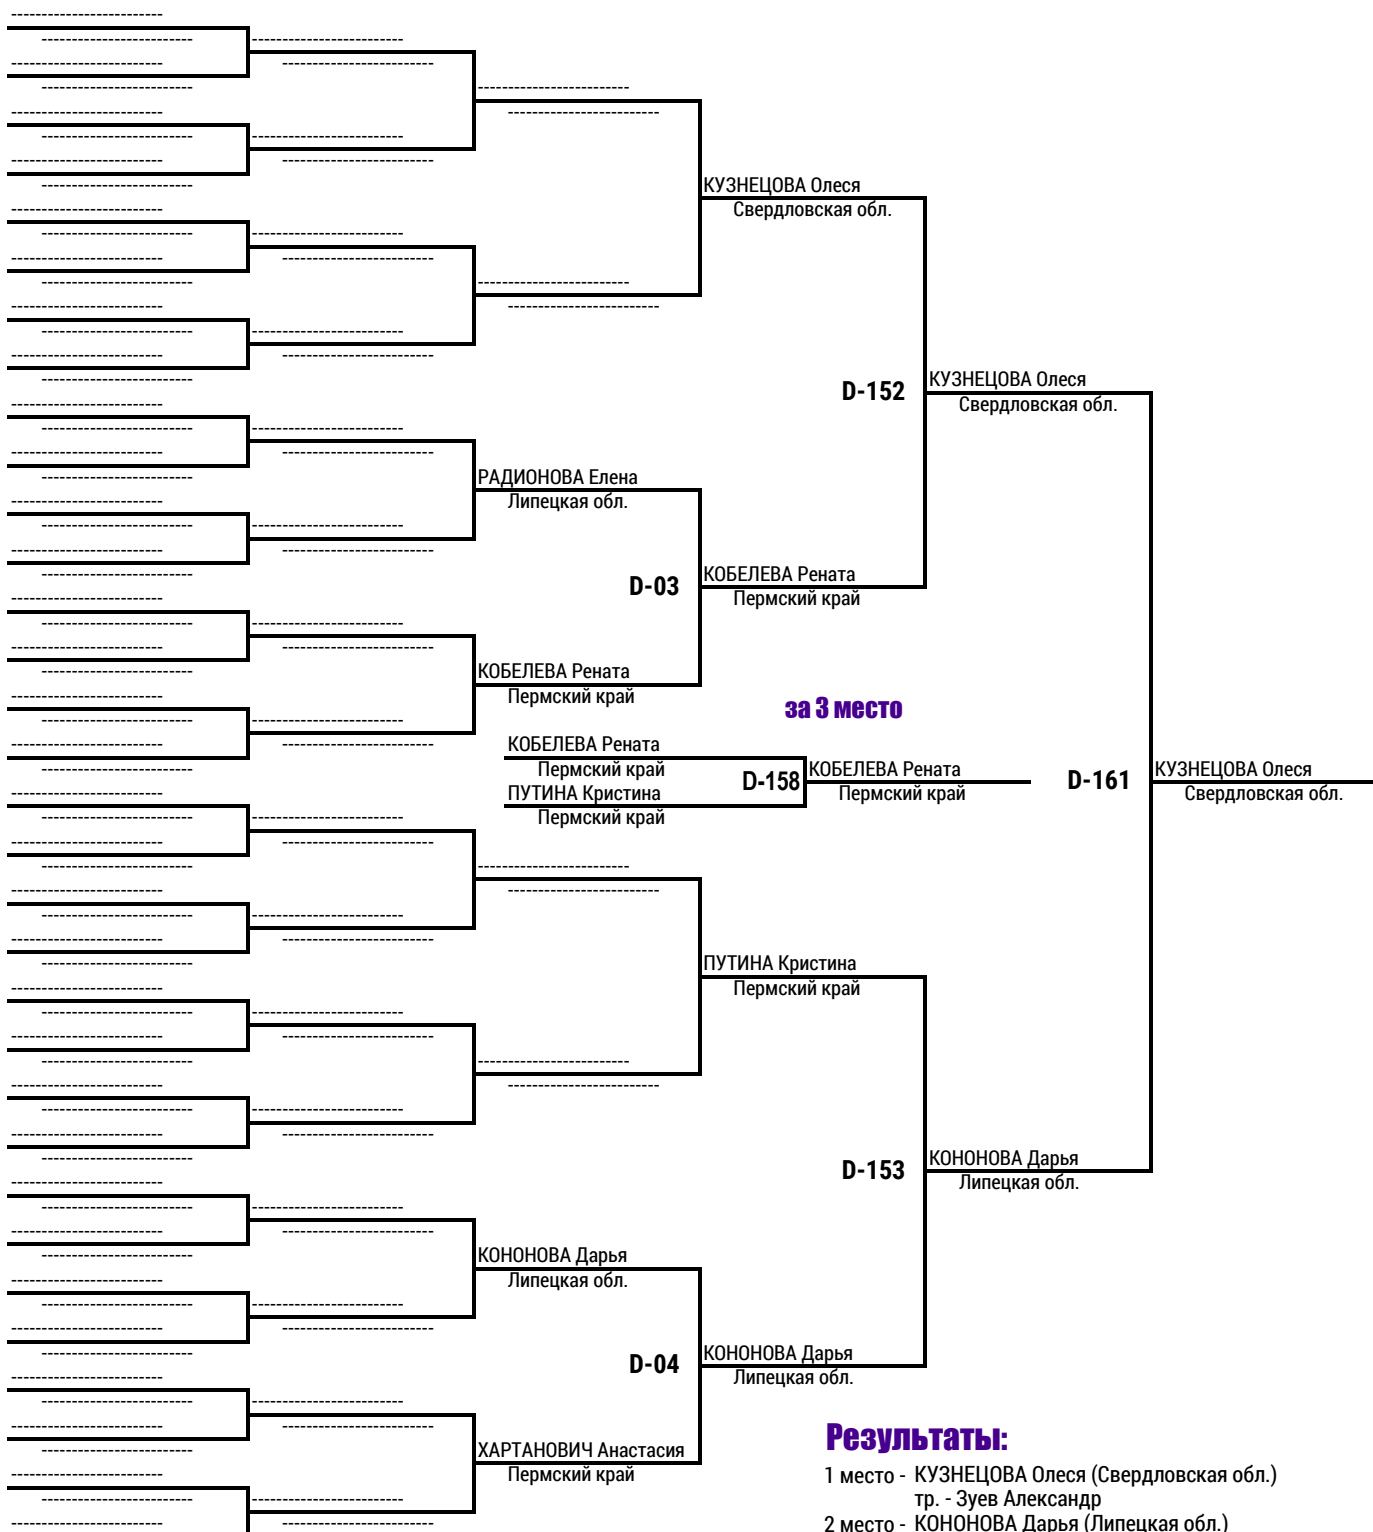 КУЗНЕЦОВА Олеся
Свердловская обл.
D-152
КУЗНЕЦОВА Олеся
Свердловская обл.
РАДИОНОВА Елена
Липецкая обл.
D-03
КОБЕЛЕВА Рената
Пермский край
КОБЕЛЕВА Рената
Пермский край
за 3 место
КОБЕЛЕВА Рената
Пермский край
ПУТИНА Кристина
Пермский край
D-158
КОБЕЛЕВА Рената
Пермский край
D-161
КУЗНЕЦОВА Олеся
Свердловская обл.
ПУТИНА Кристина
Пермский край
D-153
КОНОНОВА Дарья
Липецкая обл.
КОНОНОВА Дарья
Липецкая обл.
D-04
КОНОНОВА Дарья
Липецкая обл.
ХАРТАНОВИЧ Анастасия
Пермский край
Результаты:
1 место - КУЗНЕЦОВА Олеся (Свердловская обл.)
тр. - Зуев Александр
2 место - КОНОНОВА Дарья (Липецкая обл.)